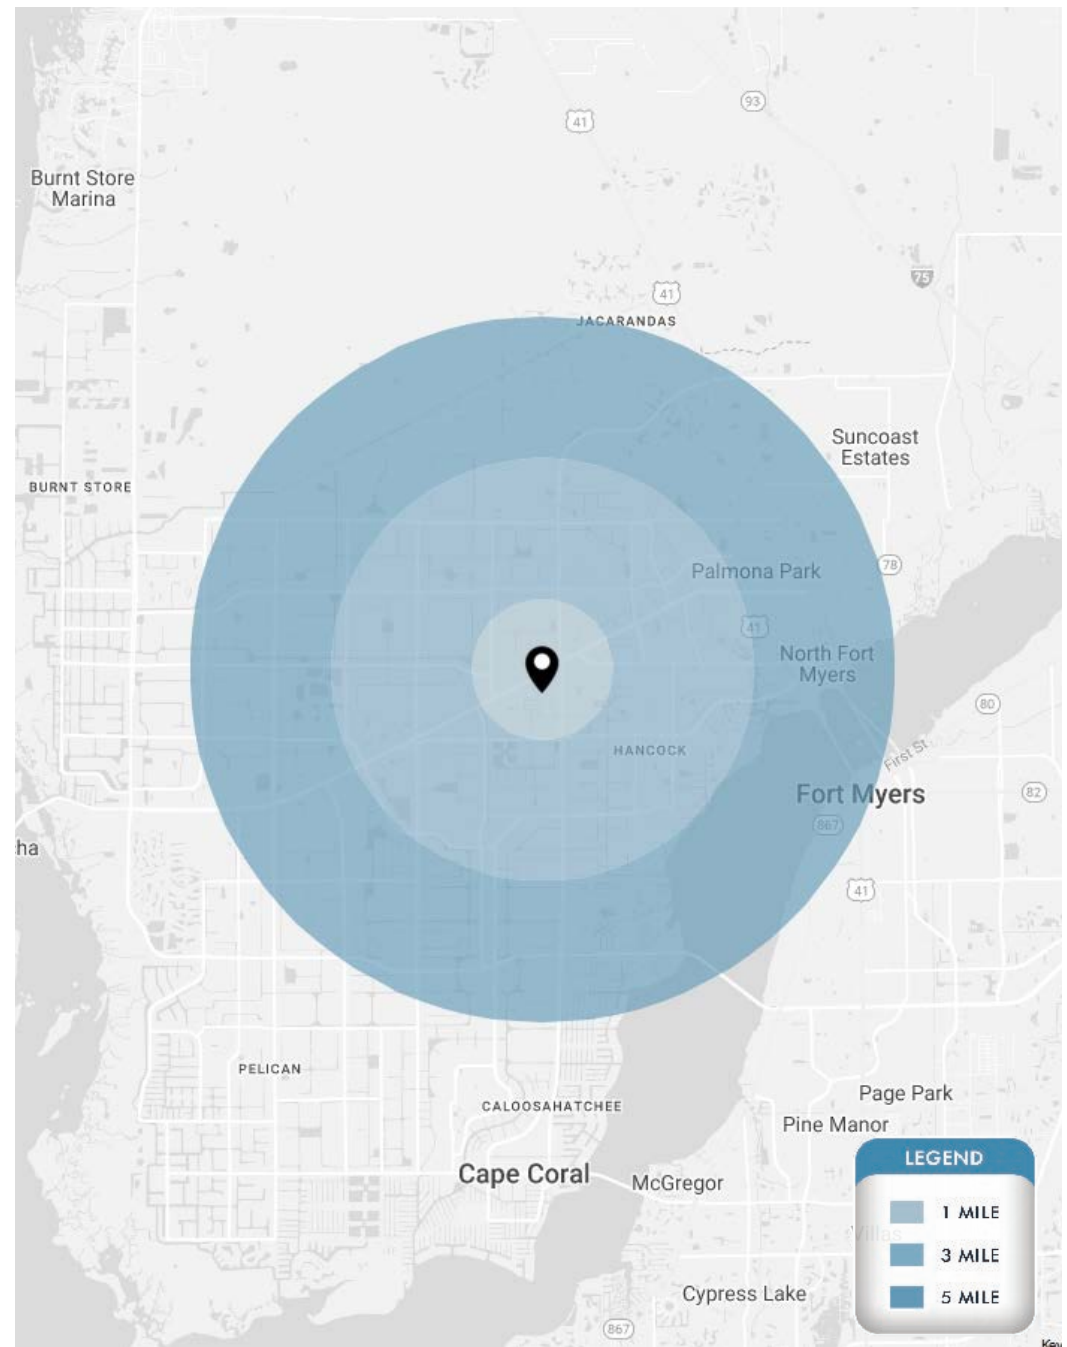 93
41
Burnt Store
Marina
75
41
JACARANDAS
Suncoast
Estates
BURNT STORE
Palmona Park
78
41
North Fort
Myers
80
HANCOCK
First St
Fort Myers
82
867
ha
41
PELICAN
Page Park
CALOOSAHATCHEE
Pine Manor
LEGEND
Cape Coral
McGregor
1 MILE
Villas
3 MILE
Cypress Lake
5 MILE
867
Key